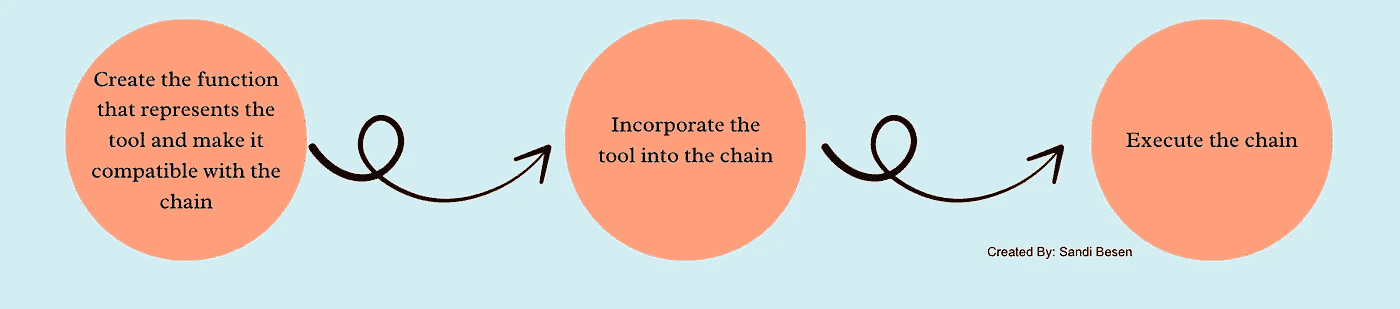 Create the function
that represents the
tool and make it
compatible with the
chain
Incorporate the
tool into the chain
Execute the chain
Created By: Sandi Besen